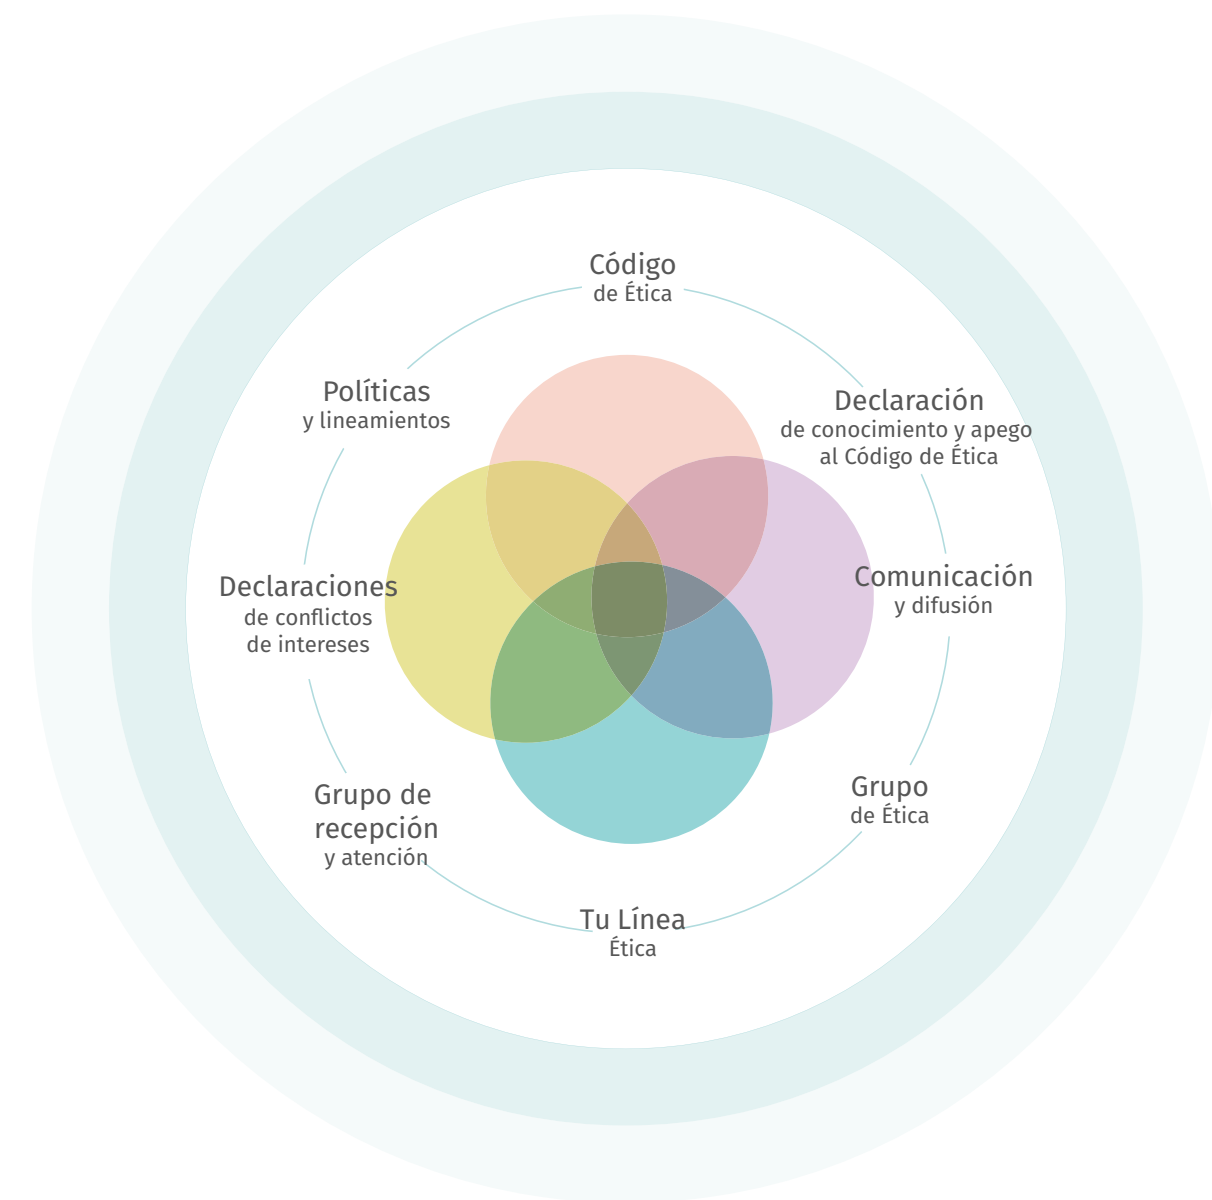 Código
de Ética
Declaración
de conocimiento y apego
al Código de Ética
Comunicación
y difusión
Grupo
de Ética
Tu Línea
Ética
Grupo de
recepción
y atención
Declaraciones
de conflictos
de intereses
Políticas
y lineamientos